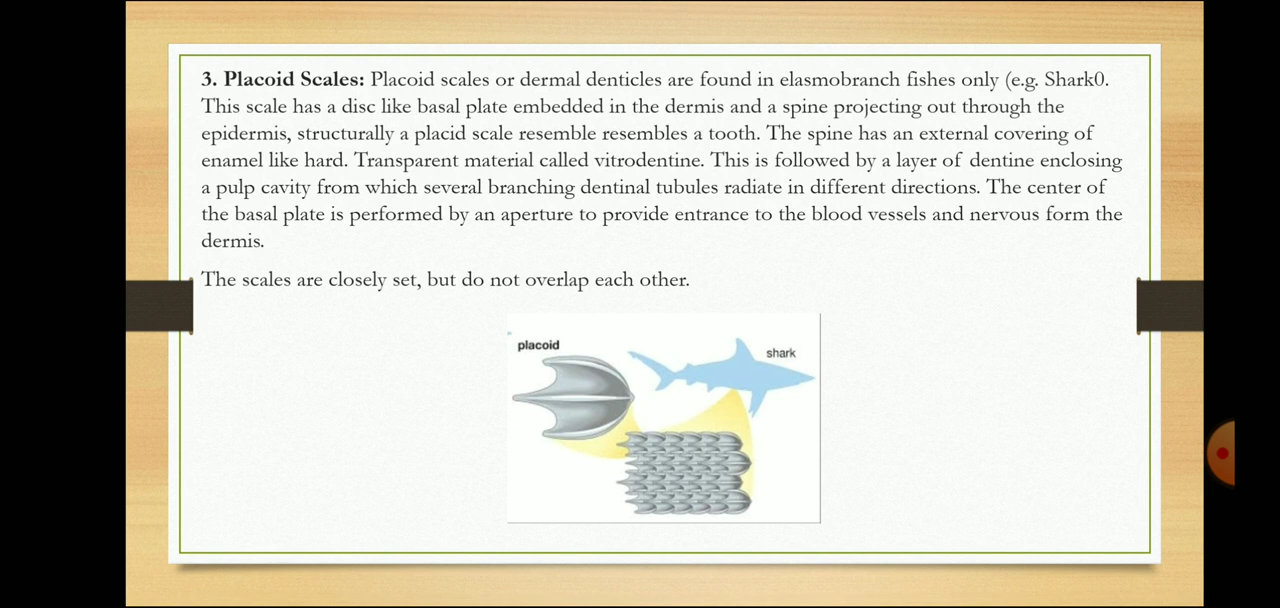 3. Placoid Scales: Placoid scales or dermal denticles are found in elasmobranch fishes only (e.g. Shark0.
This scale has a disc like basal plate embedded in the dermis and a spine projecting out through the
epidermis, structurally a placid scale resemble resembles a tooth. The spine has an external covering of
enamel like hard. Transparent material called vitrodentine. This is followed by a layer of dentine enclosing
a pulp cavity from which several branching dentinal tubules radiate in different directions. The center of
the basal plate is performed by an aperture to provide entrance to the blood vessels and nervous form the
dermis.
The scales are closely set, but do not overlap each other.
placoid
shark